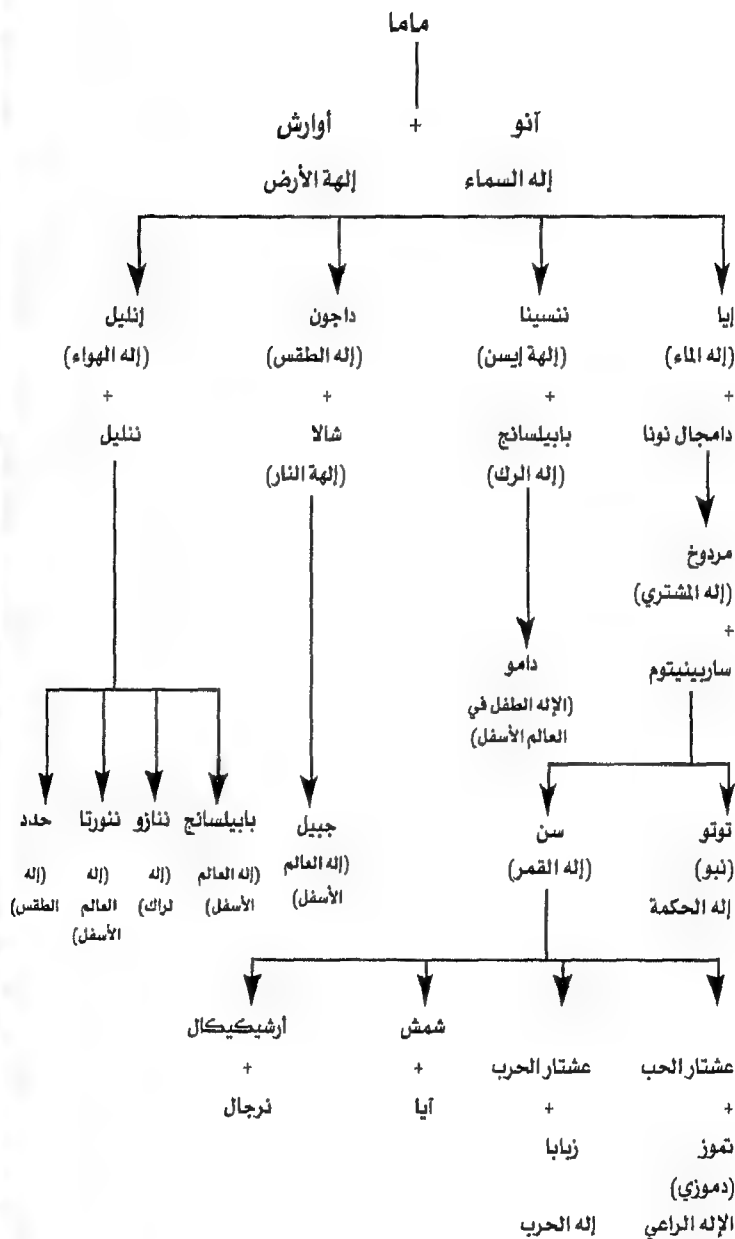 ماما
آنو + أوارش
إله السماء إلهة الأرض
إيا ننسينا داجون إنليل
(إله الماء) (إلهة إيسن) (إله الطقس) (إله الهواء)
+ + + +
دامجال نونا بابيلسانج شالا ننليل
(إله الرك) (إلهة النار)
مردوخ
(إله المشتري)
+
ساربينيتوم
دامو
(الإله الطفل في
العالم الأسفل)
توتو سن جبيل بابيلسانج ننازو ننورتا حدد
(نبو) (إله القمر) (إله العالم (إله العالم (إله (إله (إله
إله الحكمة الأسفل) الأسفل) لراك) العالم الطقس)
الأسفل)
شمش أرشيكيكال
عشتار الحب عشتار الحرب + +
+ + آيا نرجال
تموز زبابا
(دموزي)
الإله الراعي إله الحرب